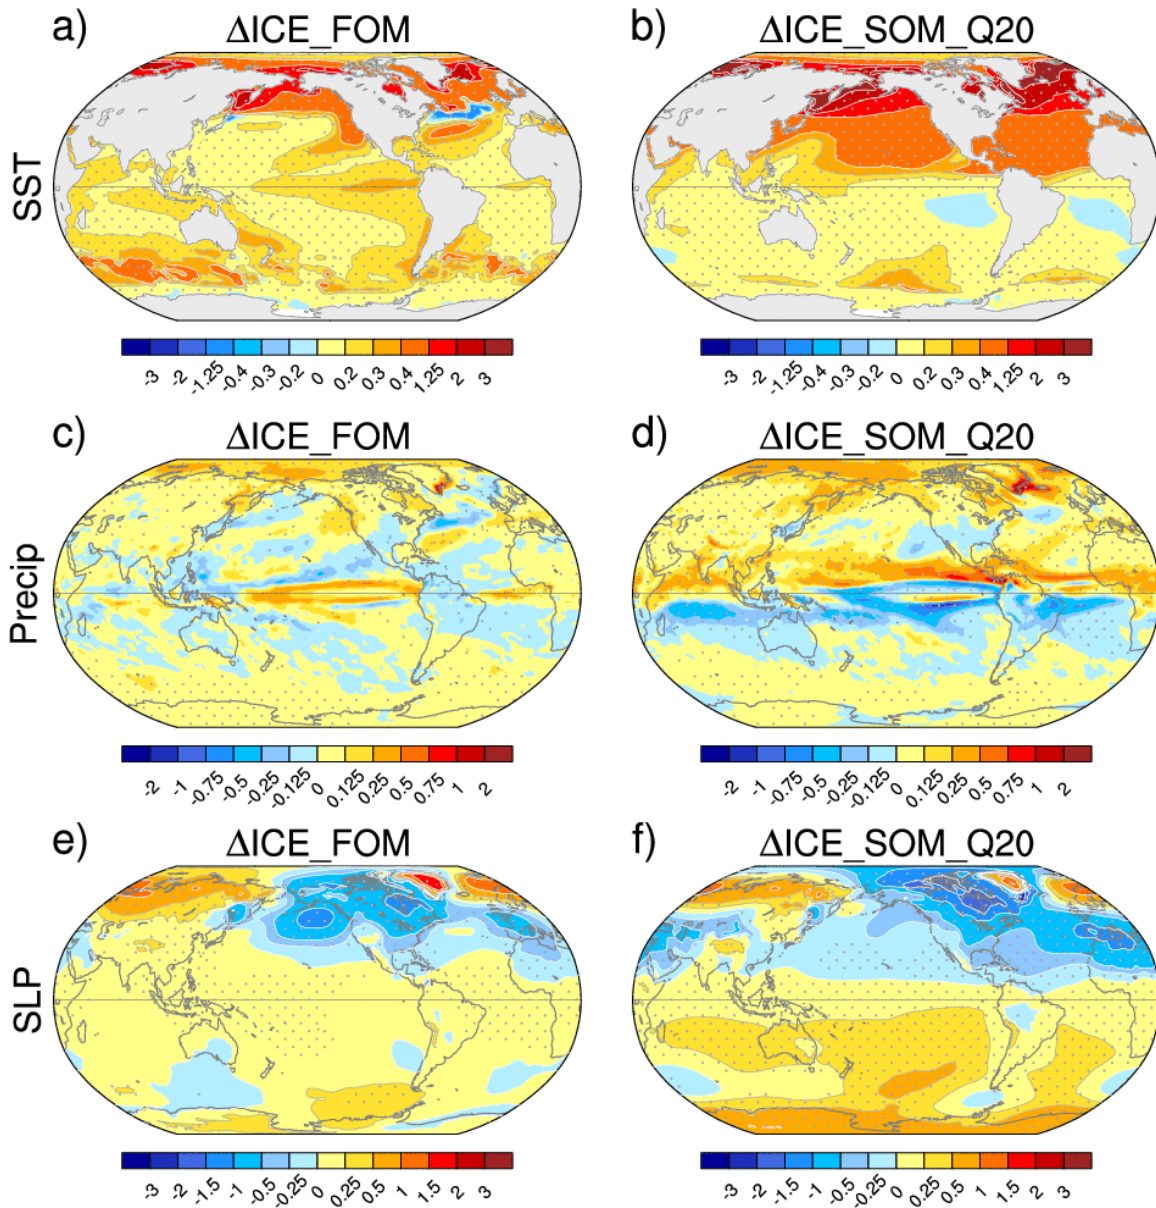 a) ΔICE_FOM
b) ΔICE_SOM_Q20
SST
-3 -2 -1.25 -0.4 -0.3 -0.2 0 0.2 0.3 0.4 1.25 2 3
-3 -2 -1.25 -0.4 -0.3 -0.2 0 0.2 0.3 0.4 1.25 2 3
c) ΔICE_FOM
d) ΔICE_SOM_Q20
Precip
-2 -1 -0.75 -0.5 -0.25 -0.125 0 0.125 0.25 0.5 0.75 1 2
-2 -1 -0.75 -0.5 -0.25 -0.125 0 0.125 0.25 0.5 0.75 1 2
e) ΔICE_FOM
f) ΔICE_SOM_Q20
SLP
-3 -2 -1.5 -1 -0.5 -0.25 0 0.25 0.5 1 1.5 2 3
-3 -2 -1.5 -1 -0.5 -0.25 0 0.25 0.5 1 1.5 2 3